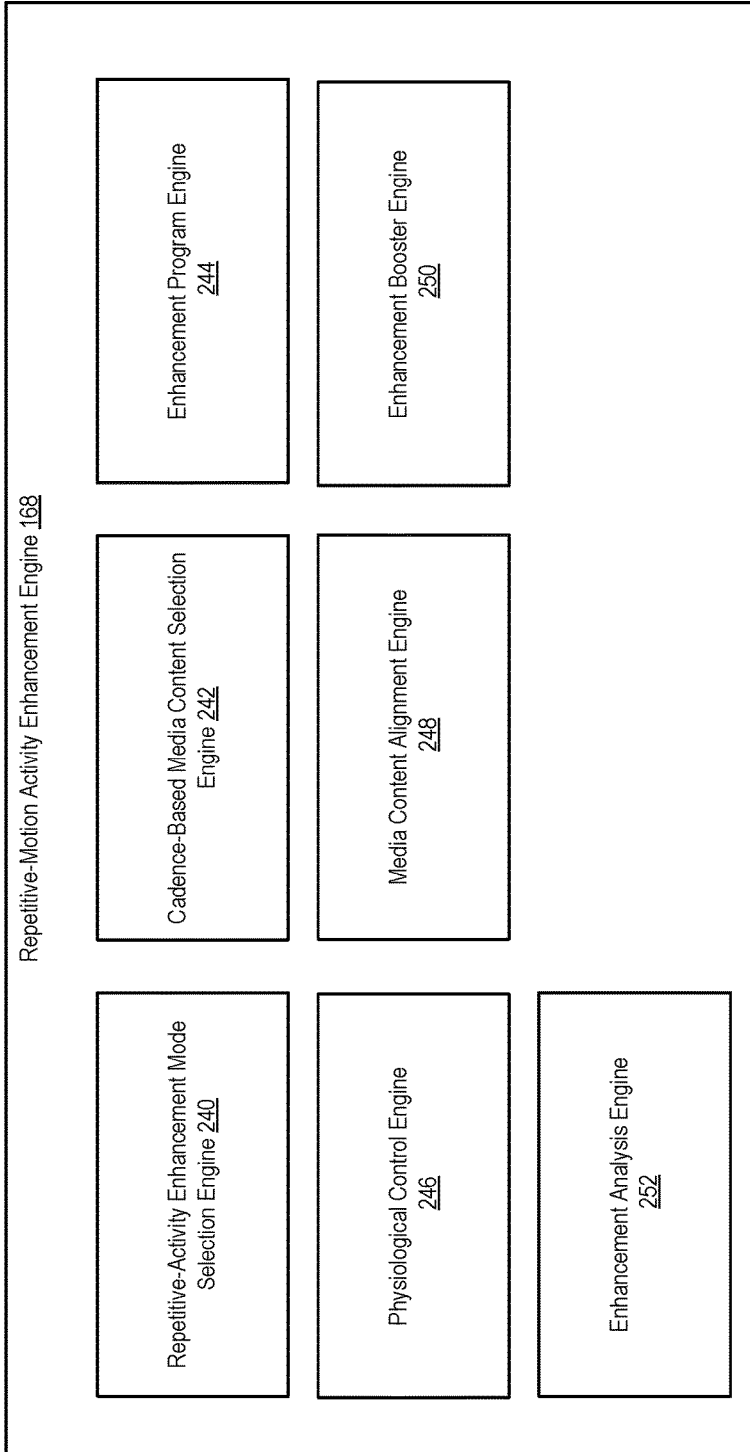 Repetitive-Motion Activity Enhancement Engine 168
Repetitive-Activity Enhancement Mode
Selection Engine 240
Cadence-Based Media Content Selection
Engine 242
Enhancement Program Engine
244
Physiological Control Engine
246
Media Content Alignment Engine
248
Enhancement Booster Engine
250
Enhancement Analysis Engine
252